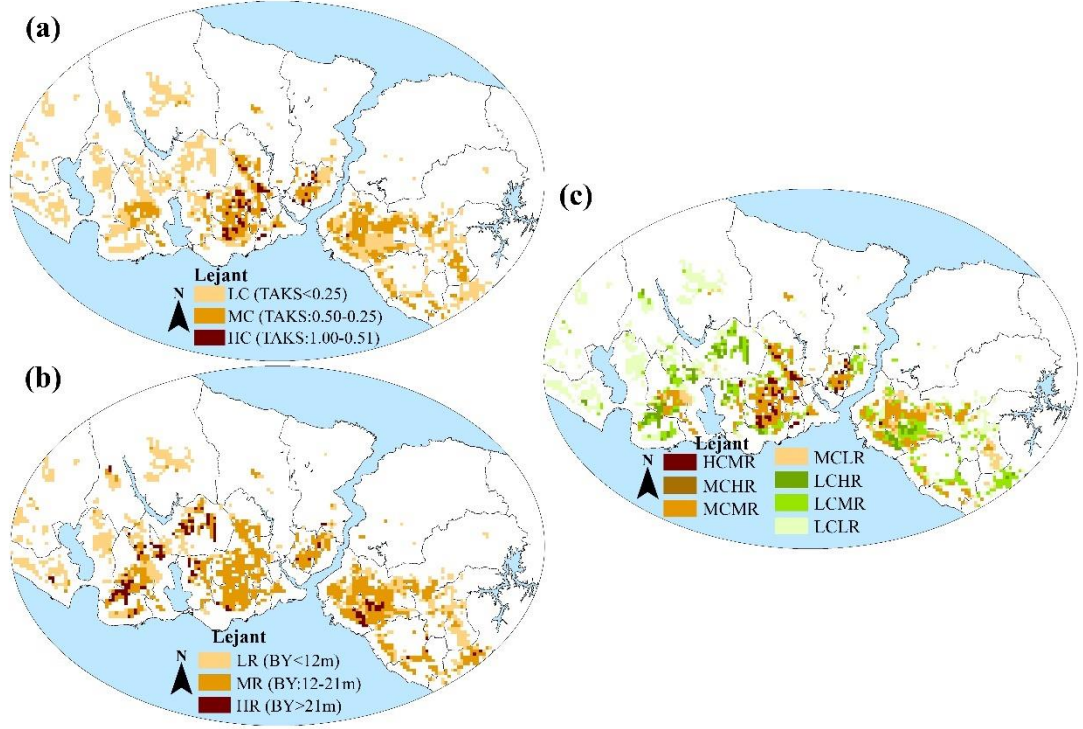 (a)
Lejant
N
LC (TAKS<0.25)
MC (TAKS:0.50-0.25)
HC (TAKS:1.00-0.51)
(b)
Lejant
N
LR (BY<12m)
MR (BY:12-21m)
HR (BY>21m)
(c)
Lejant
N
HCMR
MCHR
MCMR
MCLR
LCHR
LCMR
LCLR